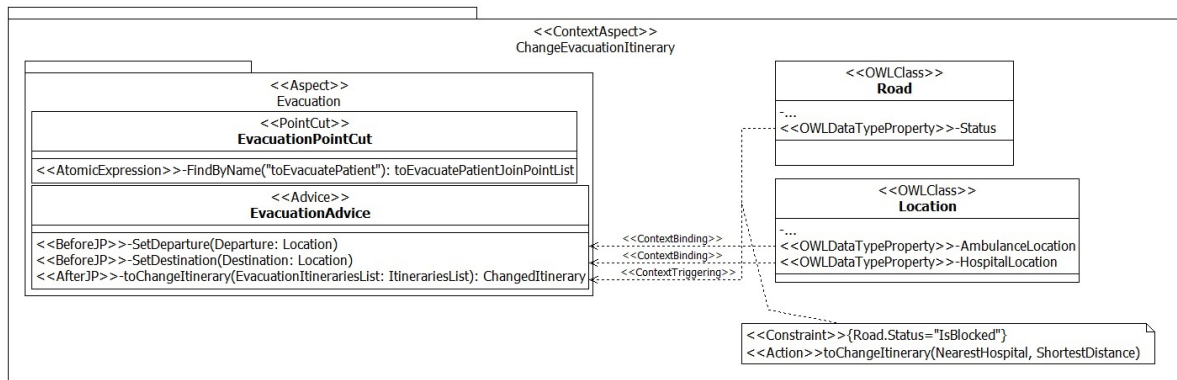 <<ContextAspect>>
ChangeEvacuationItinerary
<<Aspect>>
Evacuation
<<PointCut>>
EvacuationPointCut
<<AtomicExpression>>-FindByName("toEvacuatePatient"): toEvacuatePatientJoinPointList
<<Advice>>
EvacuationAdvice
<<BeforeJP>>-SetDeparture(Departure: Location)
<<BeforeJP>>-SetDestination(Destination: Location)
<<AfterJP>>-toChangeItinerary(EvacuationItinerariesList: ItinerariesList): ChangedItinerary
<<ContextBinding>>
<<ContextBinding>>
<<ContextTriggering>>
<<OWLClass>>
Road
-...
<<OWLDataTypeProperty>>-Status
<<OWLClass>>
Location
-...
<<OWLDataTypeProperty>>-AmbulanceLocation
<<OWLDataTypeProperty>>-HospitalLocation
<<Constraint>>{Road.Status="IsBlocked"}
<<Action>>toChangeItinerary(NearestHospital, ShortestDistance)